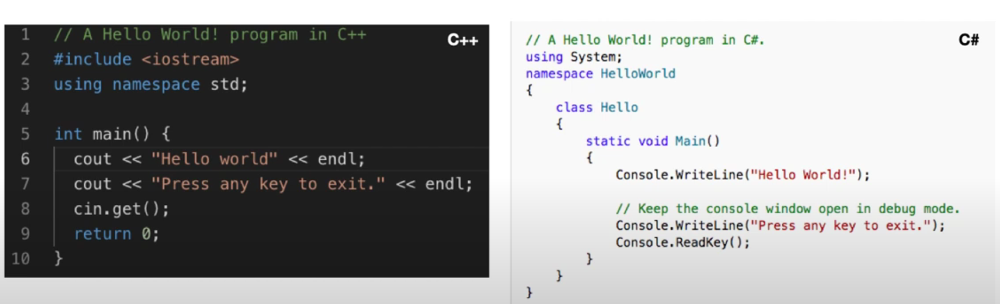 C++
1 // A Hello World! program in C++
2 #include <iostream>
3 using namespace std;
4
5 int main() {
6 cout << "Hello world" << endl;
7 cout << "Press any key to exit." << endl;
8 cin.get();
9 return 0;
10 }
C#
// A Hello World! program in C#.
using System;
namespace HelloWorld
{
class Hello
{
static void Main()
{
Console.WriteLine("Hello World!");
// Keep the console window open in debug mode.
Console.WriteLine("Press any key to exit.");
Console.ReadKey();
}
}
}